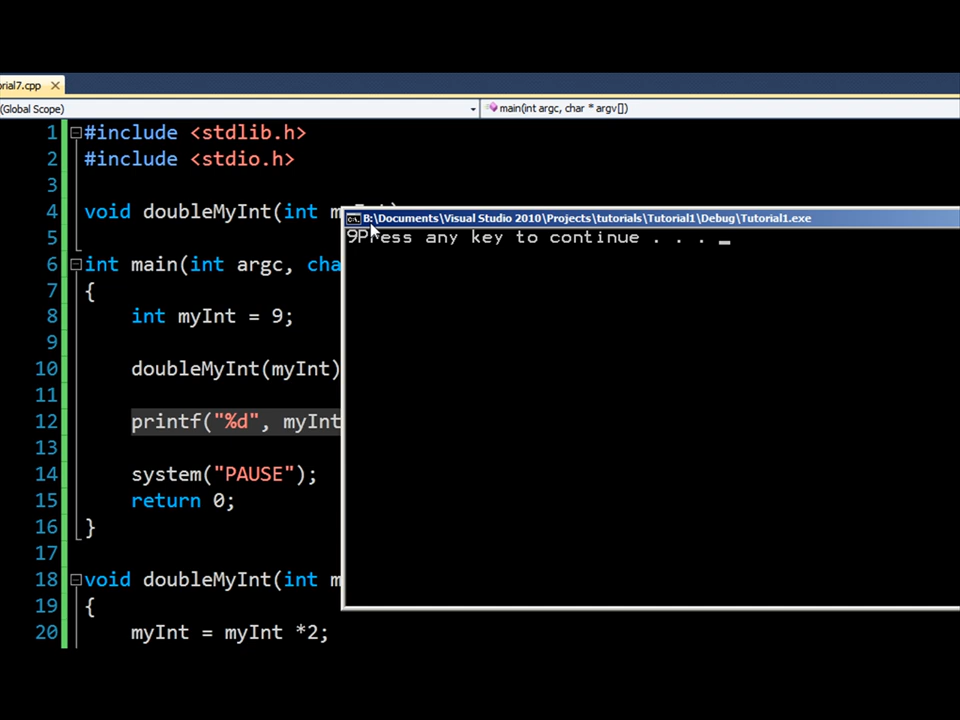 rial7.cpp
(Global Scope) main(int argc, char * argv[])
1 #include <stdlib.h>
2 #include <stdio.h>
3
4 void doubleMyInt(int
5
6 int main(int argc, cha
7 {
8 int myInt = 9;
9
10 doubleMyInt(myInt)
11
12 printf("%d", myInt
13
14 system("PAUSE");
15 return 0;
16 }
17
18 void doubleMyInt(int m
19 {
20 myInt = myInt *2;
B:\Documents\Visual Studio 2010\Projects\tutorials\Tutorial1\Debug\Tutorial1.exe
9Press any key to continue . . . _